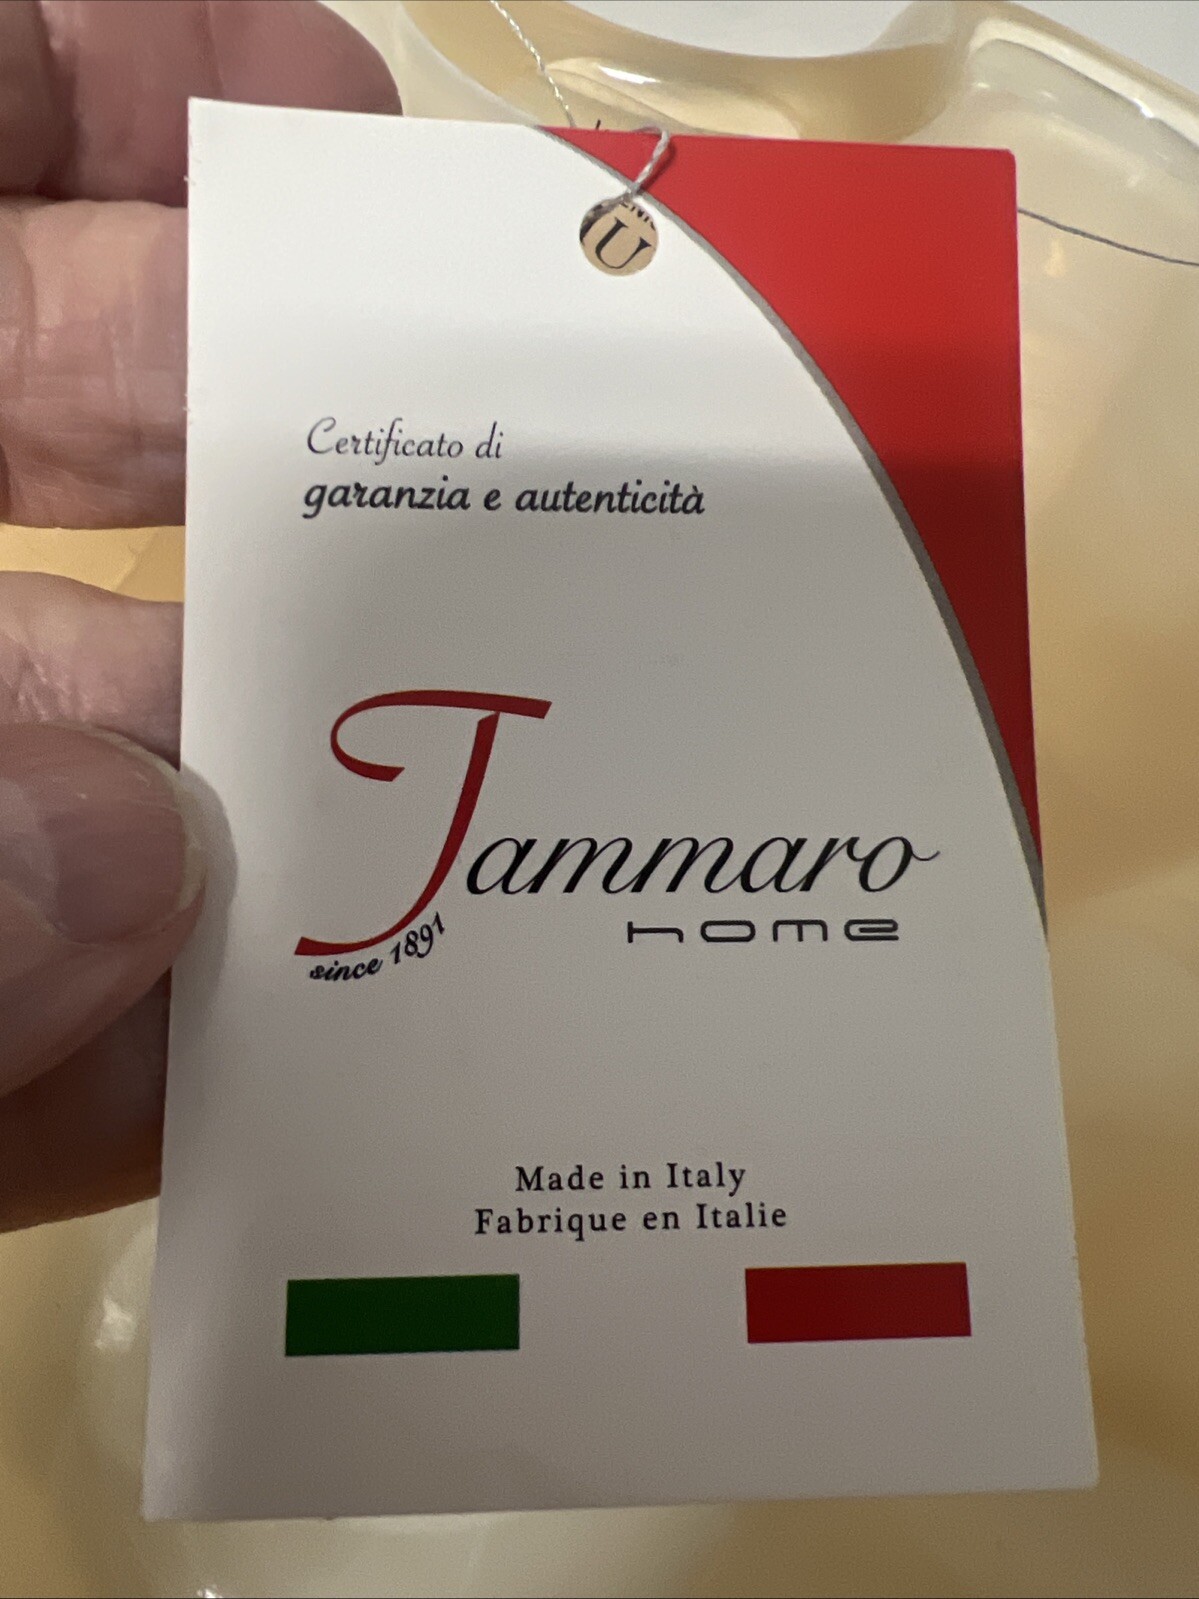 U
Certificato di
garanzia e autenticità
Tammaro
home
since 1891
Made in Italy
Fabrique en Italie